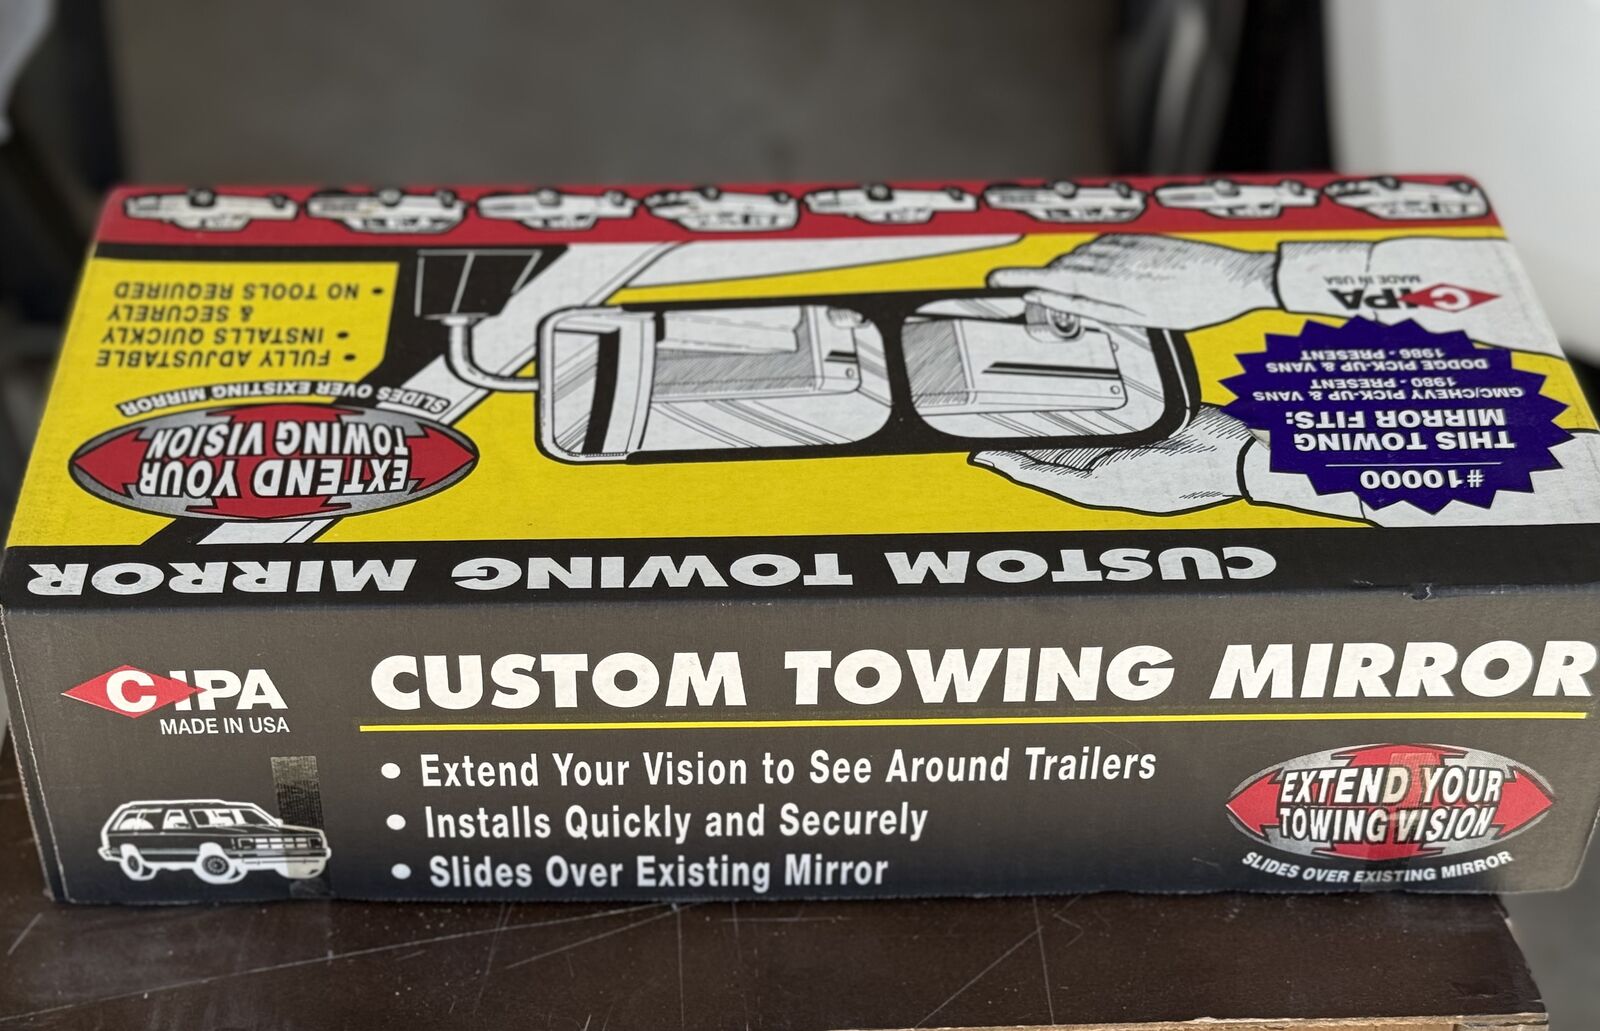 CIPA
MADE IN USA
CUSTOM TOWING MIRROR
• Extend Your Vision to See Around Trailers
• Installs Quickly and Securely
• Slides Over Existing Mirror
EXTEND YOUR
TOWING VISION
SLIDES OVER EXISTING MIRROR
CUSTOM TOWING MIRROR
#10000
THIS TOWING
MIRROR FITS:
GMC/CHEVY PICK-UP & VANS
1980 - PRESENT
DODGE PICK-UP & VANS
1986 - PRESENT
CIPA
MADE IN USA
EXTEND YOUR
TOWING VISION
SLIDES OVER EXISTING MIRROR
• FULLY ADJUSTABLE
• INSTALLS QUICKLY
& SECURELY
• NO TOOLS REQUIRED